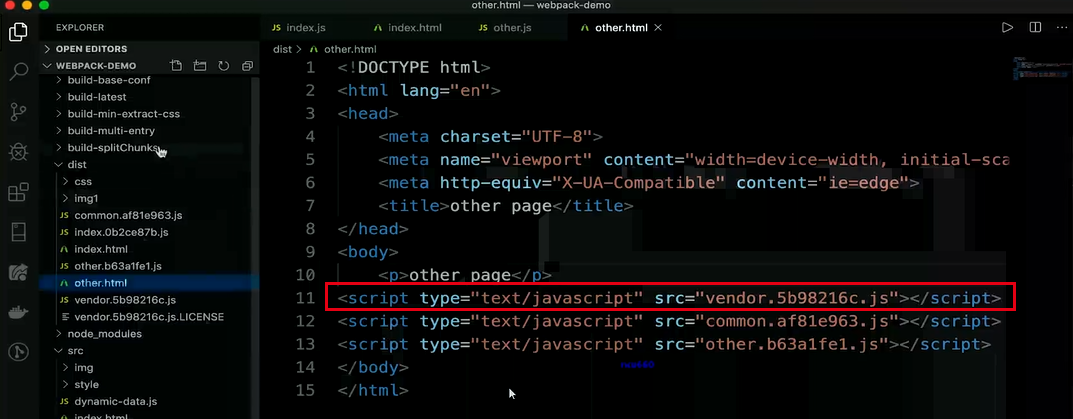 other.html — webpack-demo
EXPLORER
OPEN EDITORS
WEBPACK-DEMO
build-base-conf
build-latest
build-min-extract-css
build-multi-entry
build-splitChunks
dist
css
img1
JS common.af81e963.js
JS index.0b2ce87b.js
index.html
JS other.b63a1fe1.js
other.html
JS vendor.5b98216c.js
vendor.5b98216c.js.LICENSE
node_modules
src
img
style
JS dynamic-data.js
index.html
JS index.js
index.html
JS other.js
other.html
dist > other.html
1 <!DOCTYPE html>
2 <html lang="en">
3 <head>
4 <meta charset="UTF-8">
5 <meta name="viewport" content="width=device-width, initial-sca
6 <meta http-equiv="X-UA-Compatible" content="ie=edge">
7 <title>other page</title>
8 </head>
9 <body>
10 <p>other page</p>
11 <script type="text/javascript" src="vendor.5b98216c.js"></script>
12 <script type="text/javascript" src="common.af81e963.js"></script>
13 <script type="text/javascript" src="other.b63a1fe1.js"></script>
14 </body>
15 </html>